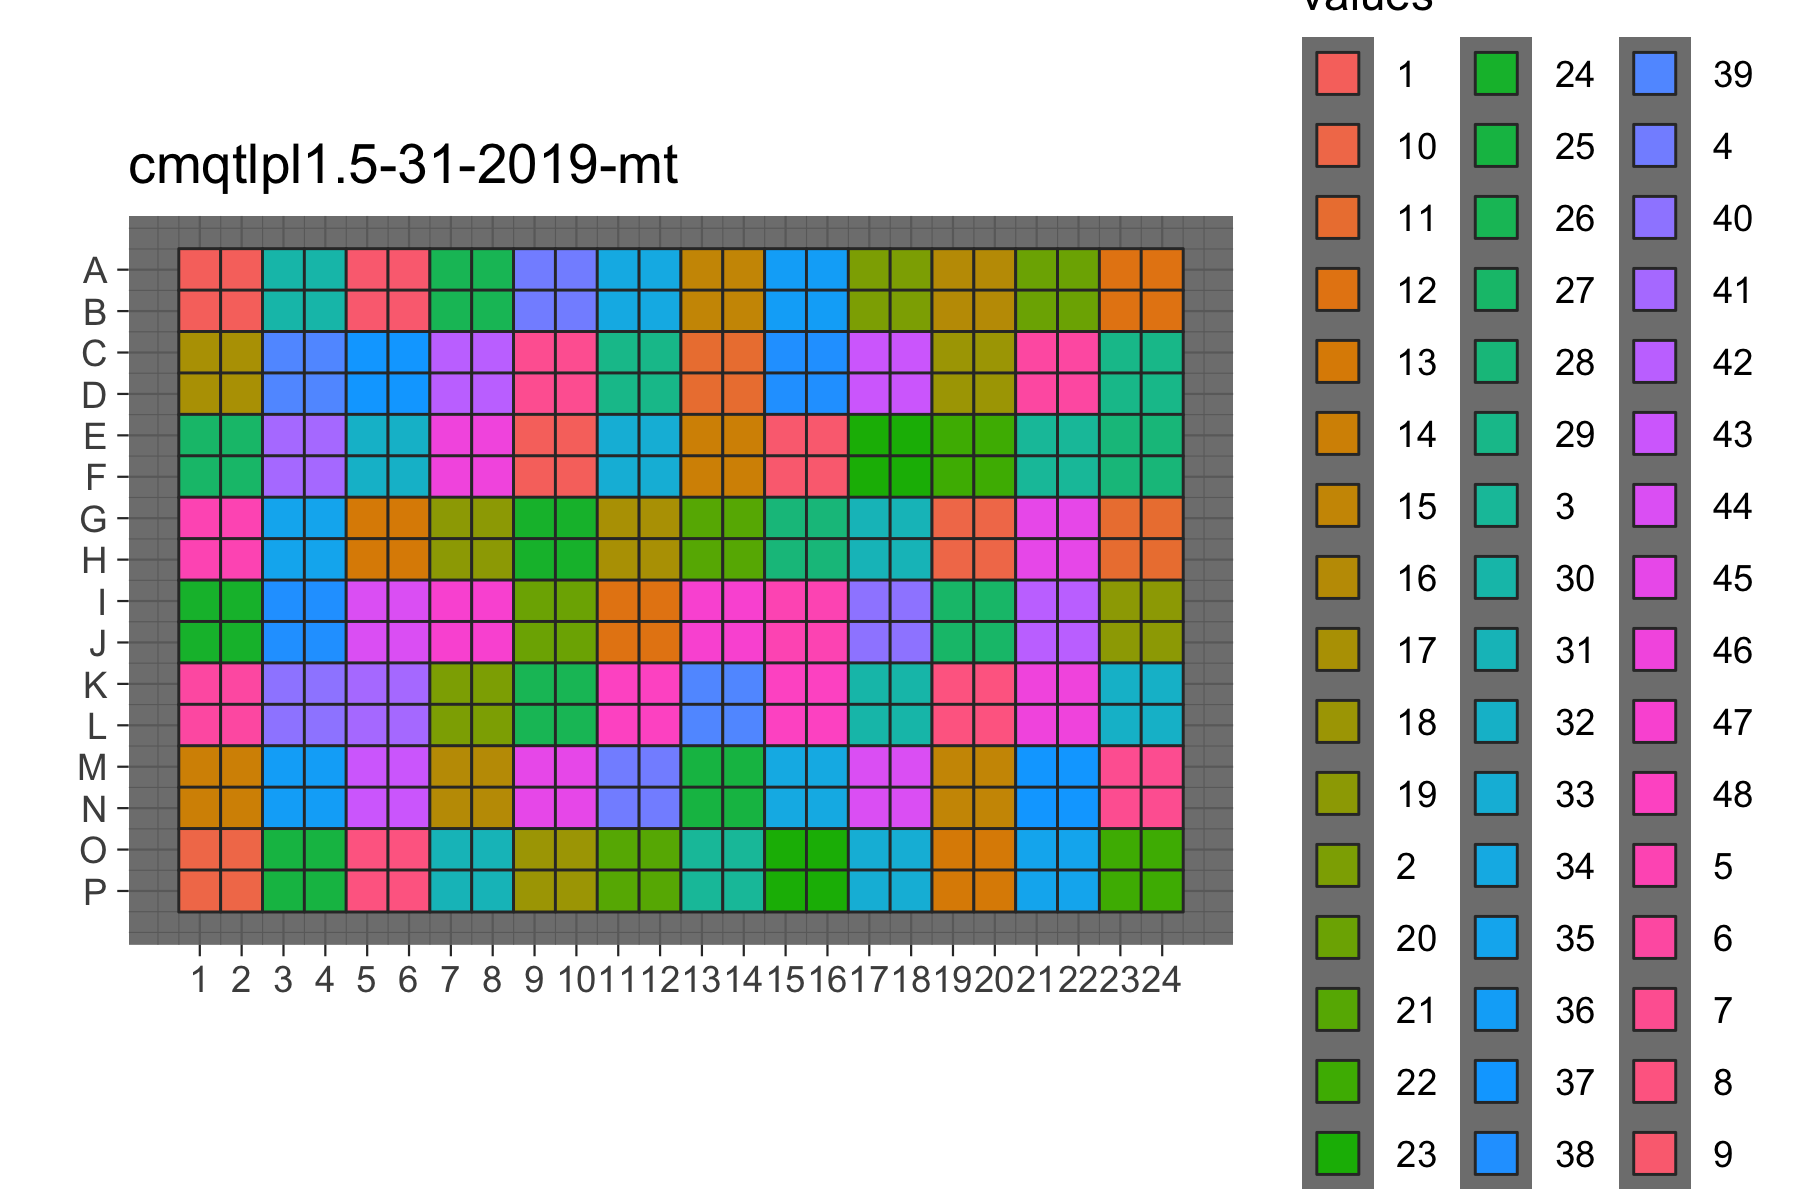 values
cmqtlpl1.5-31-2019-mt
A
B
C
D
E
F
G
H
I
J
K
L
M
N
O
P
1 2 3 4 5 6 7 8 9 10 11 12 13 14 15 16 17 18 19 20 21 22 23 24
1 24 39
10 25 4
11 26 40
12 27 41
13 28 42
14 29 43
15 3 44
16 30 45
17 31 46
18 32 47
19 33 48
2 34 5
20 35 6
21 36 7
22 37 8
23 38 9